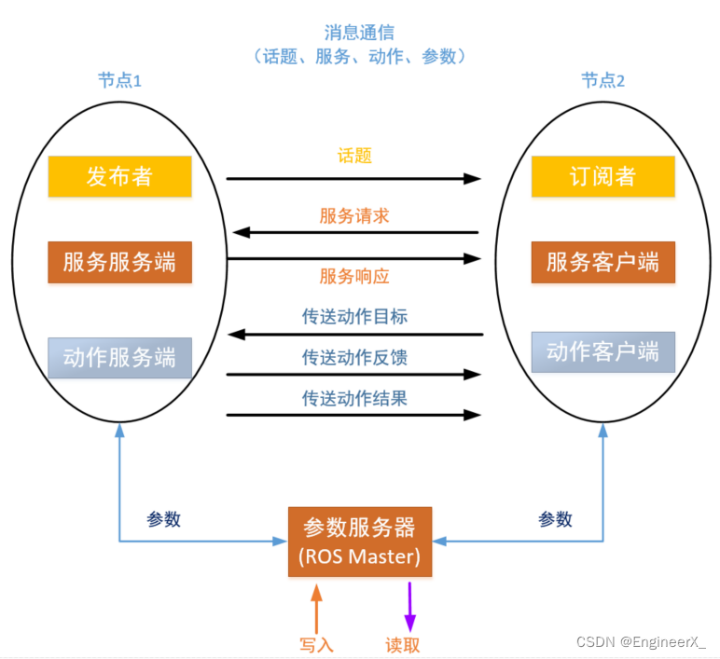 消息通信
（话题、服务、动作、参数）
节点1
节点2
话题
发布者
订阅者
服务请求
服务服务端
服务客户端
服务响应
传送动作目标
动作服务端
传送动作反馈
动作客户端
传送动作结果
参数
参数服务器
(ROS Master)
参数
写入
读取
CSDN @EngineerX_